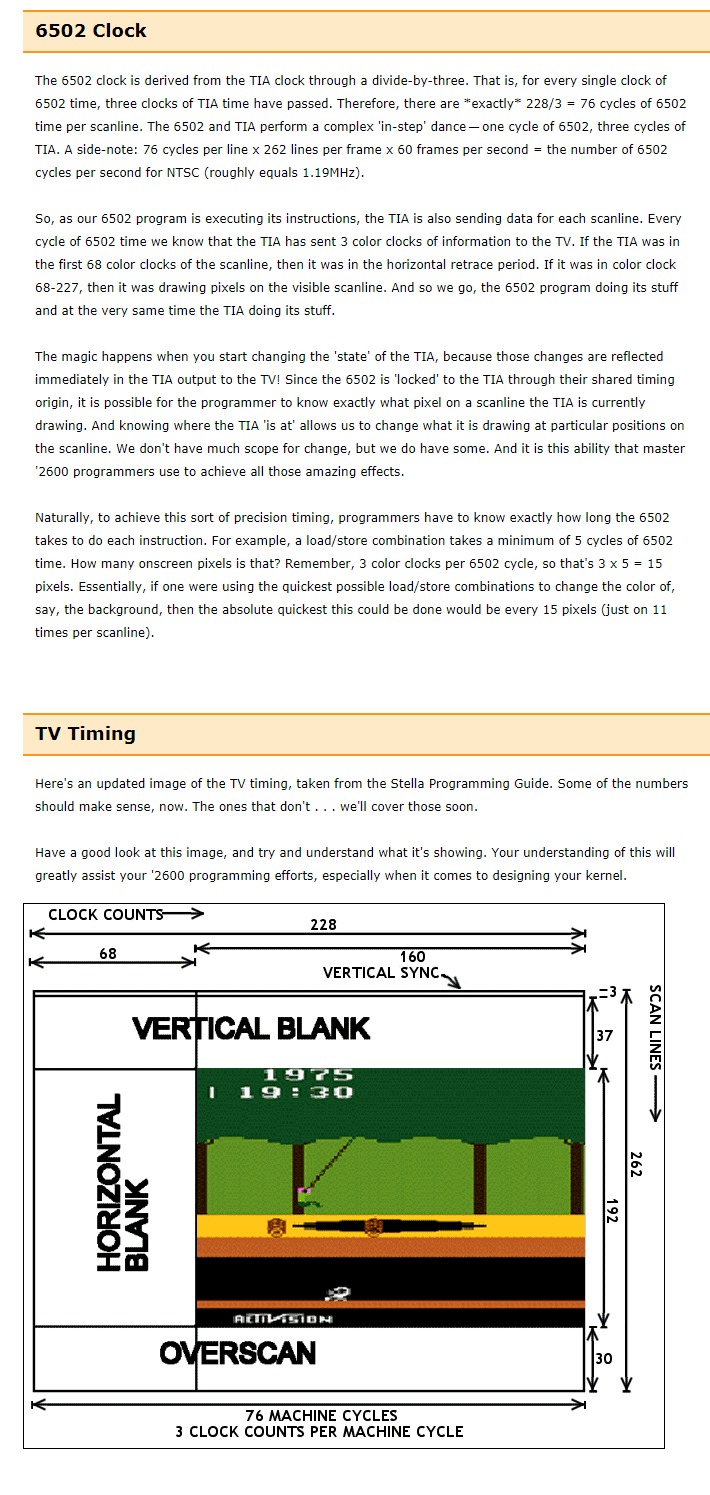 6502 Clock
The 6502 clock is derived from the TIA clock through a divide-by-three. That is, for every single clock of
6502 time, three clocks of TIA time have passed. Therefore, there are *exactly* 228/3 = 76 cycles of 6502
time per scanline. The 6502 and TIA perform a complex 'in-step' dance — one cycle of 6502, three cycles of
TIA. A side-note: 76 cycles per line x 262 lines per frame x 60 frames per second = the number of 6502
cycles per second for NTSC (roughly equals 1.19MHz).
So, as our 6502 program is executing its instructions, the TIA is also sending data for each scanline. Every
cycle of 6502 time we know that the TIA has sent 3 color clocks of information to the TV. If the TIA was in
the first 68 color clocks of the scanline, then it was in the horizontal retrace period. If it was in color clock
68-227, then it was drawing pixels on the visible scanline. And so we go, the 6502 program doing its stuff
and at the very same time the TIA doing its stuff.
The magic happens when you start changing the 'state' of the TIA, because those changes are reflected
immediately in the TIA output to the TV! Since the 6502 is 'locked' to the TIA through their shared timing
origin, it is possible for the programmer to know exactly what pixel on a scanline the TIA is currently
drawing. And knowing where the TIA 'is at' allows us to change what it is drawing at particular positions on
the scanline. We don't have much scope for change, but we do have some. And it is this ability that master
'2600 programmers use to achieve all those amazing effects.
Naturally, to achieve this sort of precision timing, programmers have to know exactly how long the 6502
takes to do each instruction. For example, a load/store combination takes a minimum of 5 cycles of 6502
time. How many onscreen pixels is that? Remember, 3 color clocks per 6502 cycle, so that's 3 x 5 = 15
pixels. Essentially, if one were using the quickest possible load/store combinations to change the color of,
say, the background, then the absolute quickest this could be done would be every 15 pixels (just on 11
times per scanline).
TV Timing
Here's an updated image of the TV timing, taken from the Stella Programming Guide. Some of the numbers
should make sense, now. The ones that don't . . . we'll cover those soon.
Have a good look at this image, and try and understand what it's showing. Your understanding of this will
greatly assist your '2600 programming efforts, especially when it comes to designing your kernel.
CLOCK COUNTS
228
68
160
VERTICAL SYNC
3
SCAN LINES
VERTICAL BLANK
37
1975
19:30
HORIZONTAL
BLANK
262
192
ACTIVISION
OVERSCAN
30
76 MACHINE CYCLES
3 CLOCK COUNTS PER MACHINE CYCLE